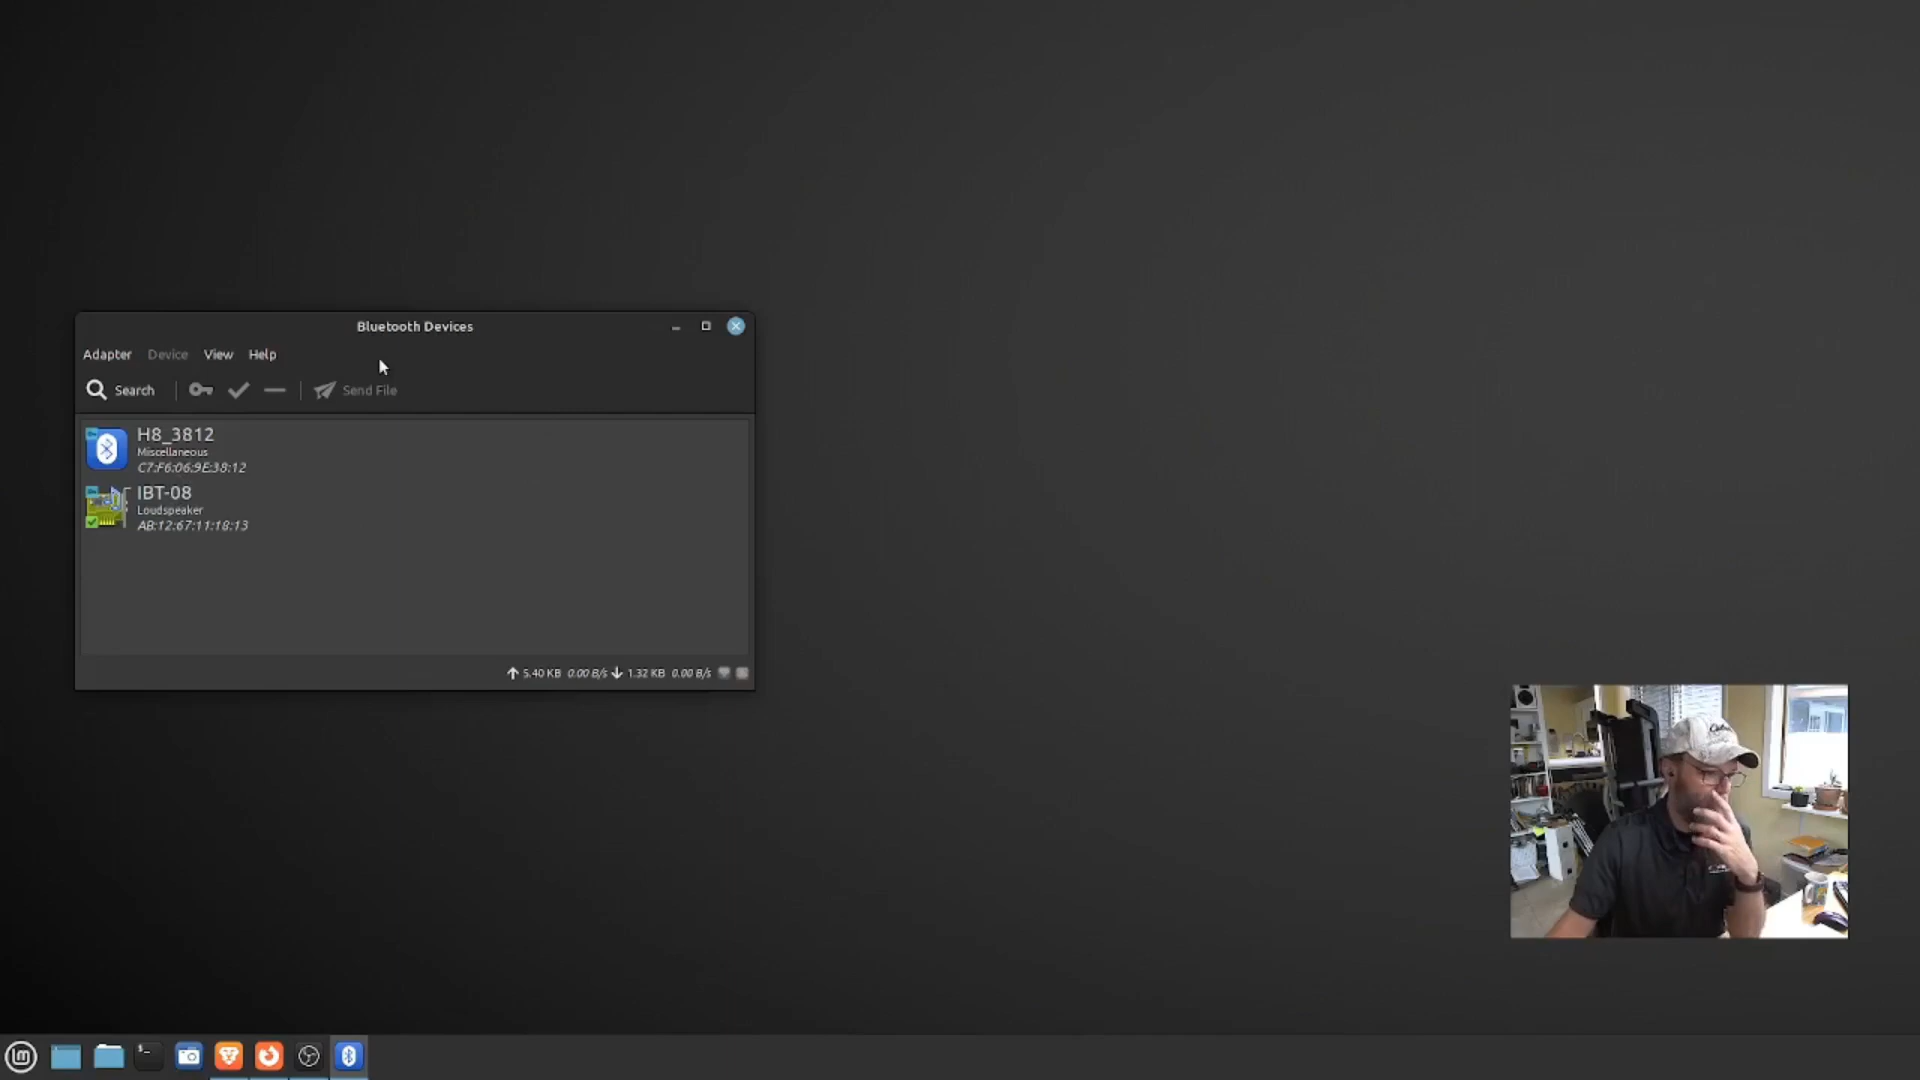 Bluetooth Devices
Adapter Device View Help
Search Send File
H8_3812
Miscellaneous
C7:F6:06:9E:38:12
IBT-08
Loudspeaker
AB:12:67:11:18:13
5.40 KB 0.00 B/s 1.32 KB 0.00 B/s